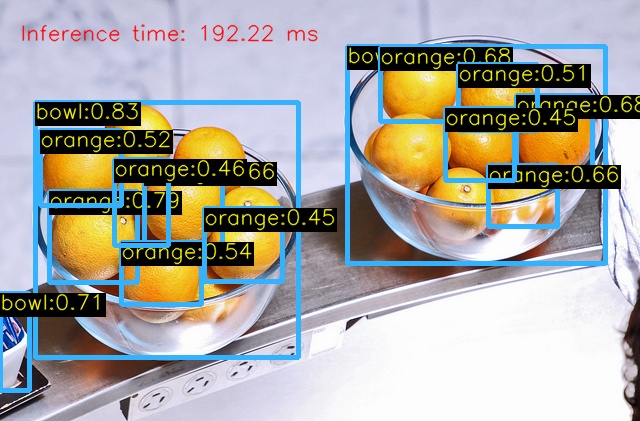 Inference time: 192.22 ms
orange:0.68
orange:0.51
orange:0.68
bowl:0.83
orange:0.45
orange:0.52
orange:0.46
66
orange:0.66
orange:0.79
orange:0.45
orange:0.54
bowl:0.71